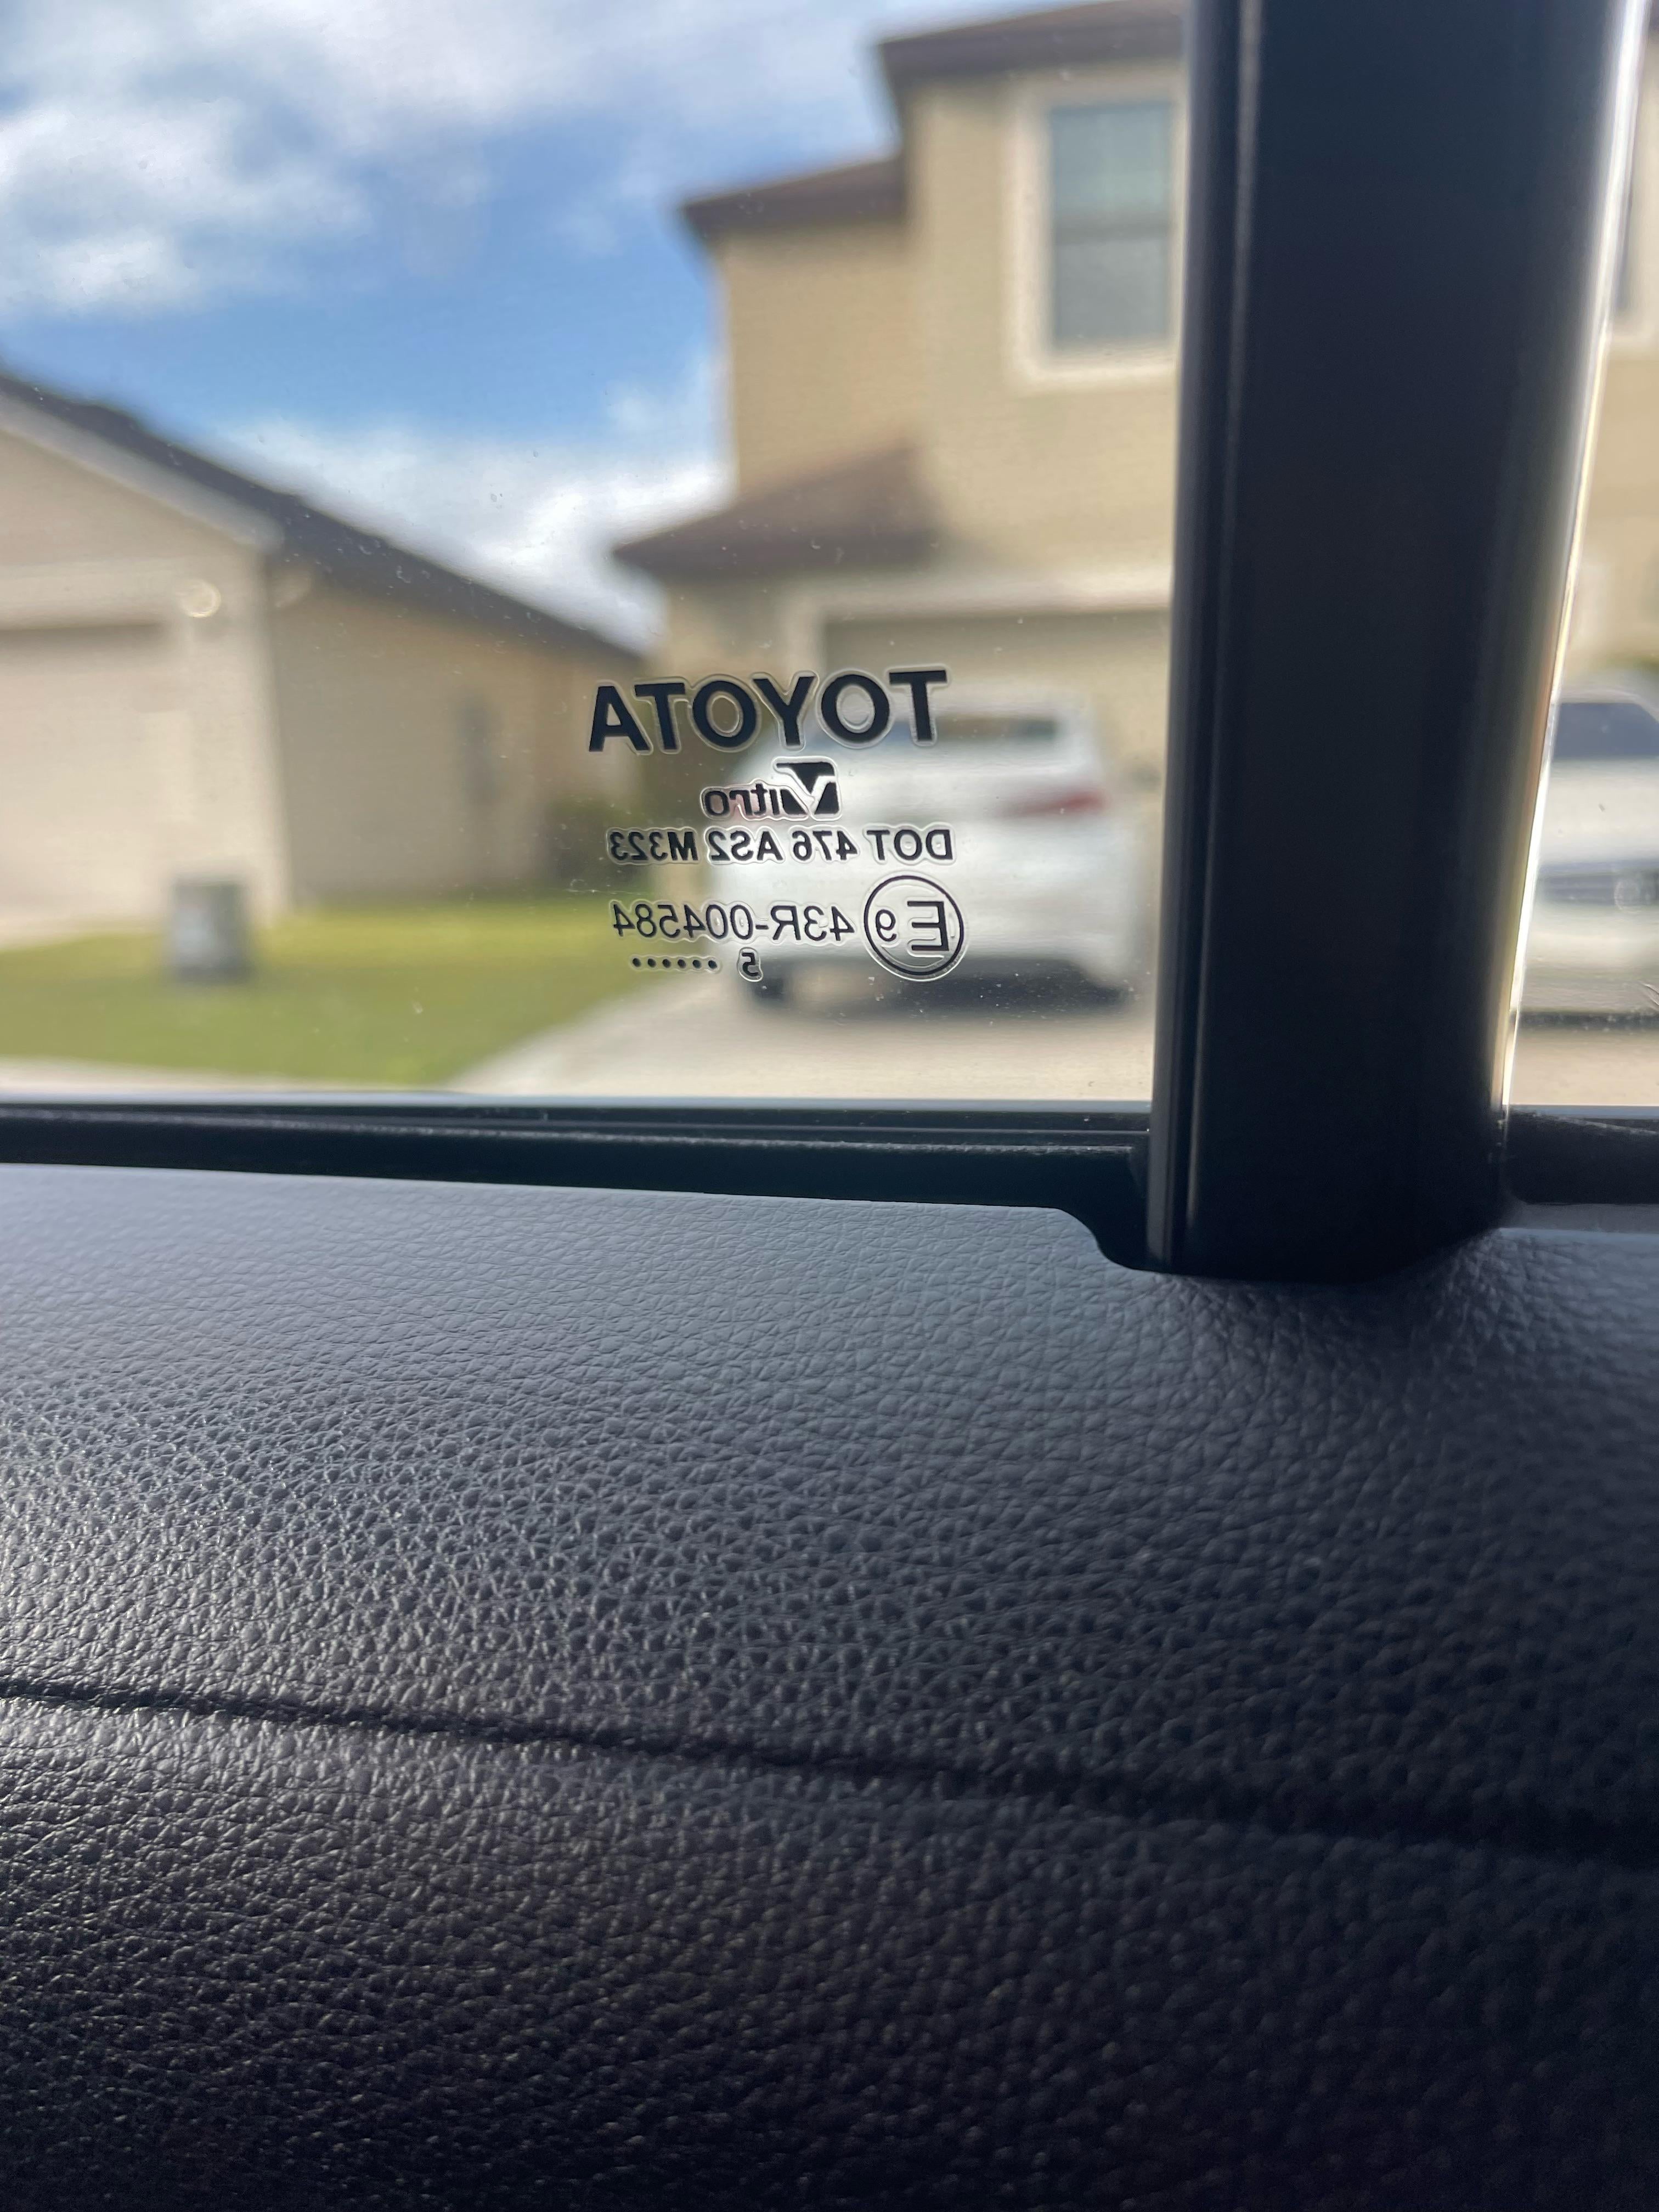 TOYOTA
Vitro
DOT 476 AS2 M323
E9 43R-004584
5 ••••••